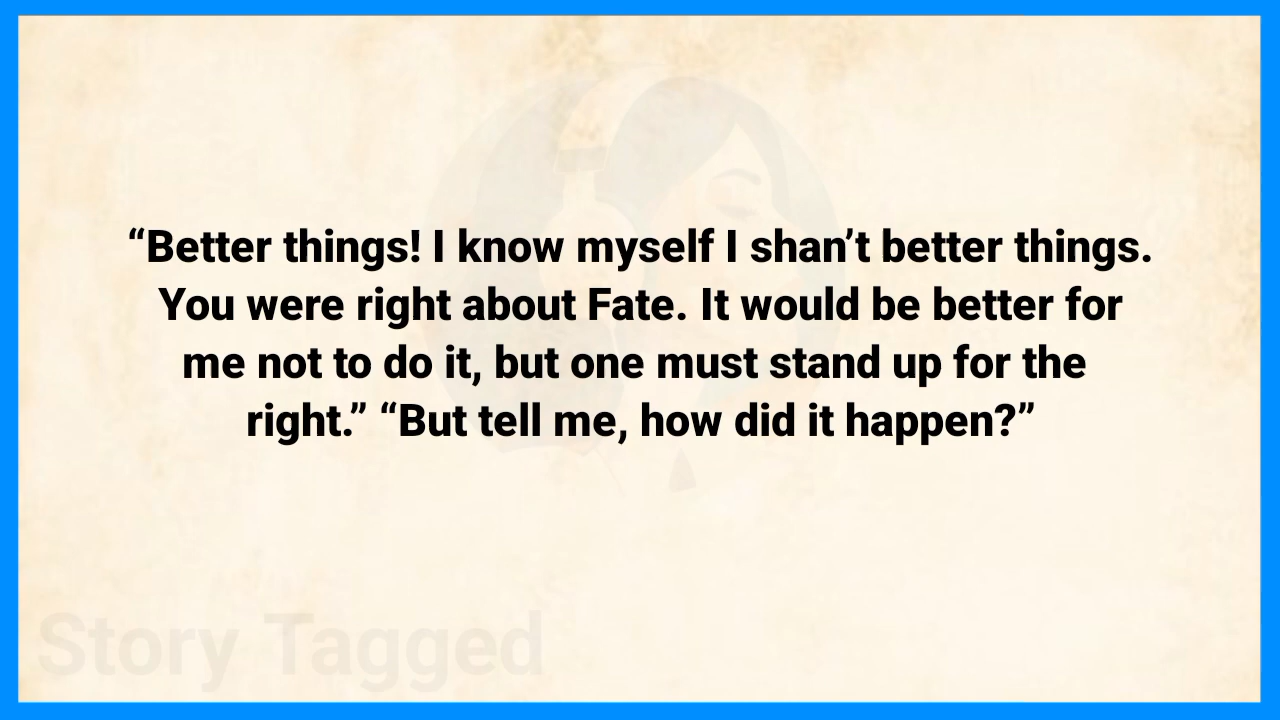 “Better things! I know myself I shan’t better things.
You were right about Fate. It would be better for
me not to do it, but one must stand up for the
right.” “But tell me, how did it happen?”
Story Tagged